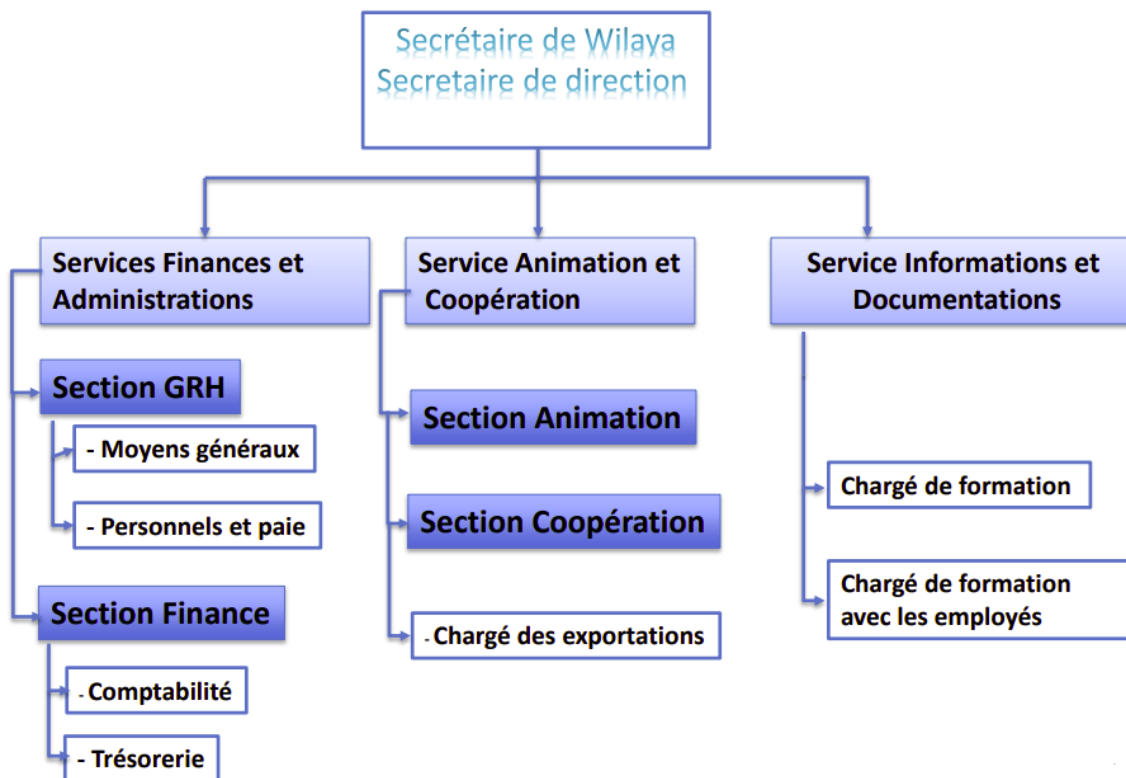 Secrétaire de Wilaya
Secretaire de direction
Services Finances et
Administrations
Section GRH
- Moyens généraux
- Personnels et paie
Section Finance
- Comptabilité
- Trésorerie
Service Animation et
Coopération
Section Animation
Section Coopération
- Chargé des exportations
Service Informations et
Documentations
Chargé de formation
Chargé de formation
avec les employés